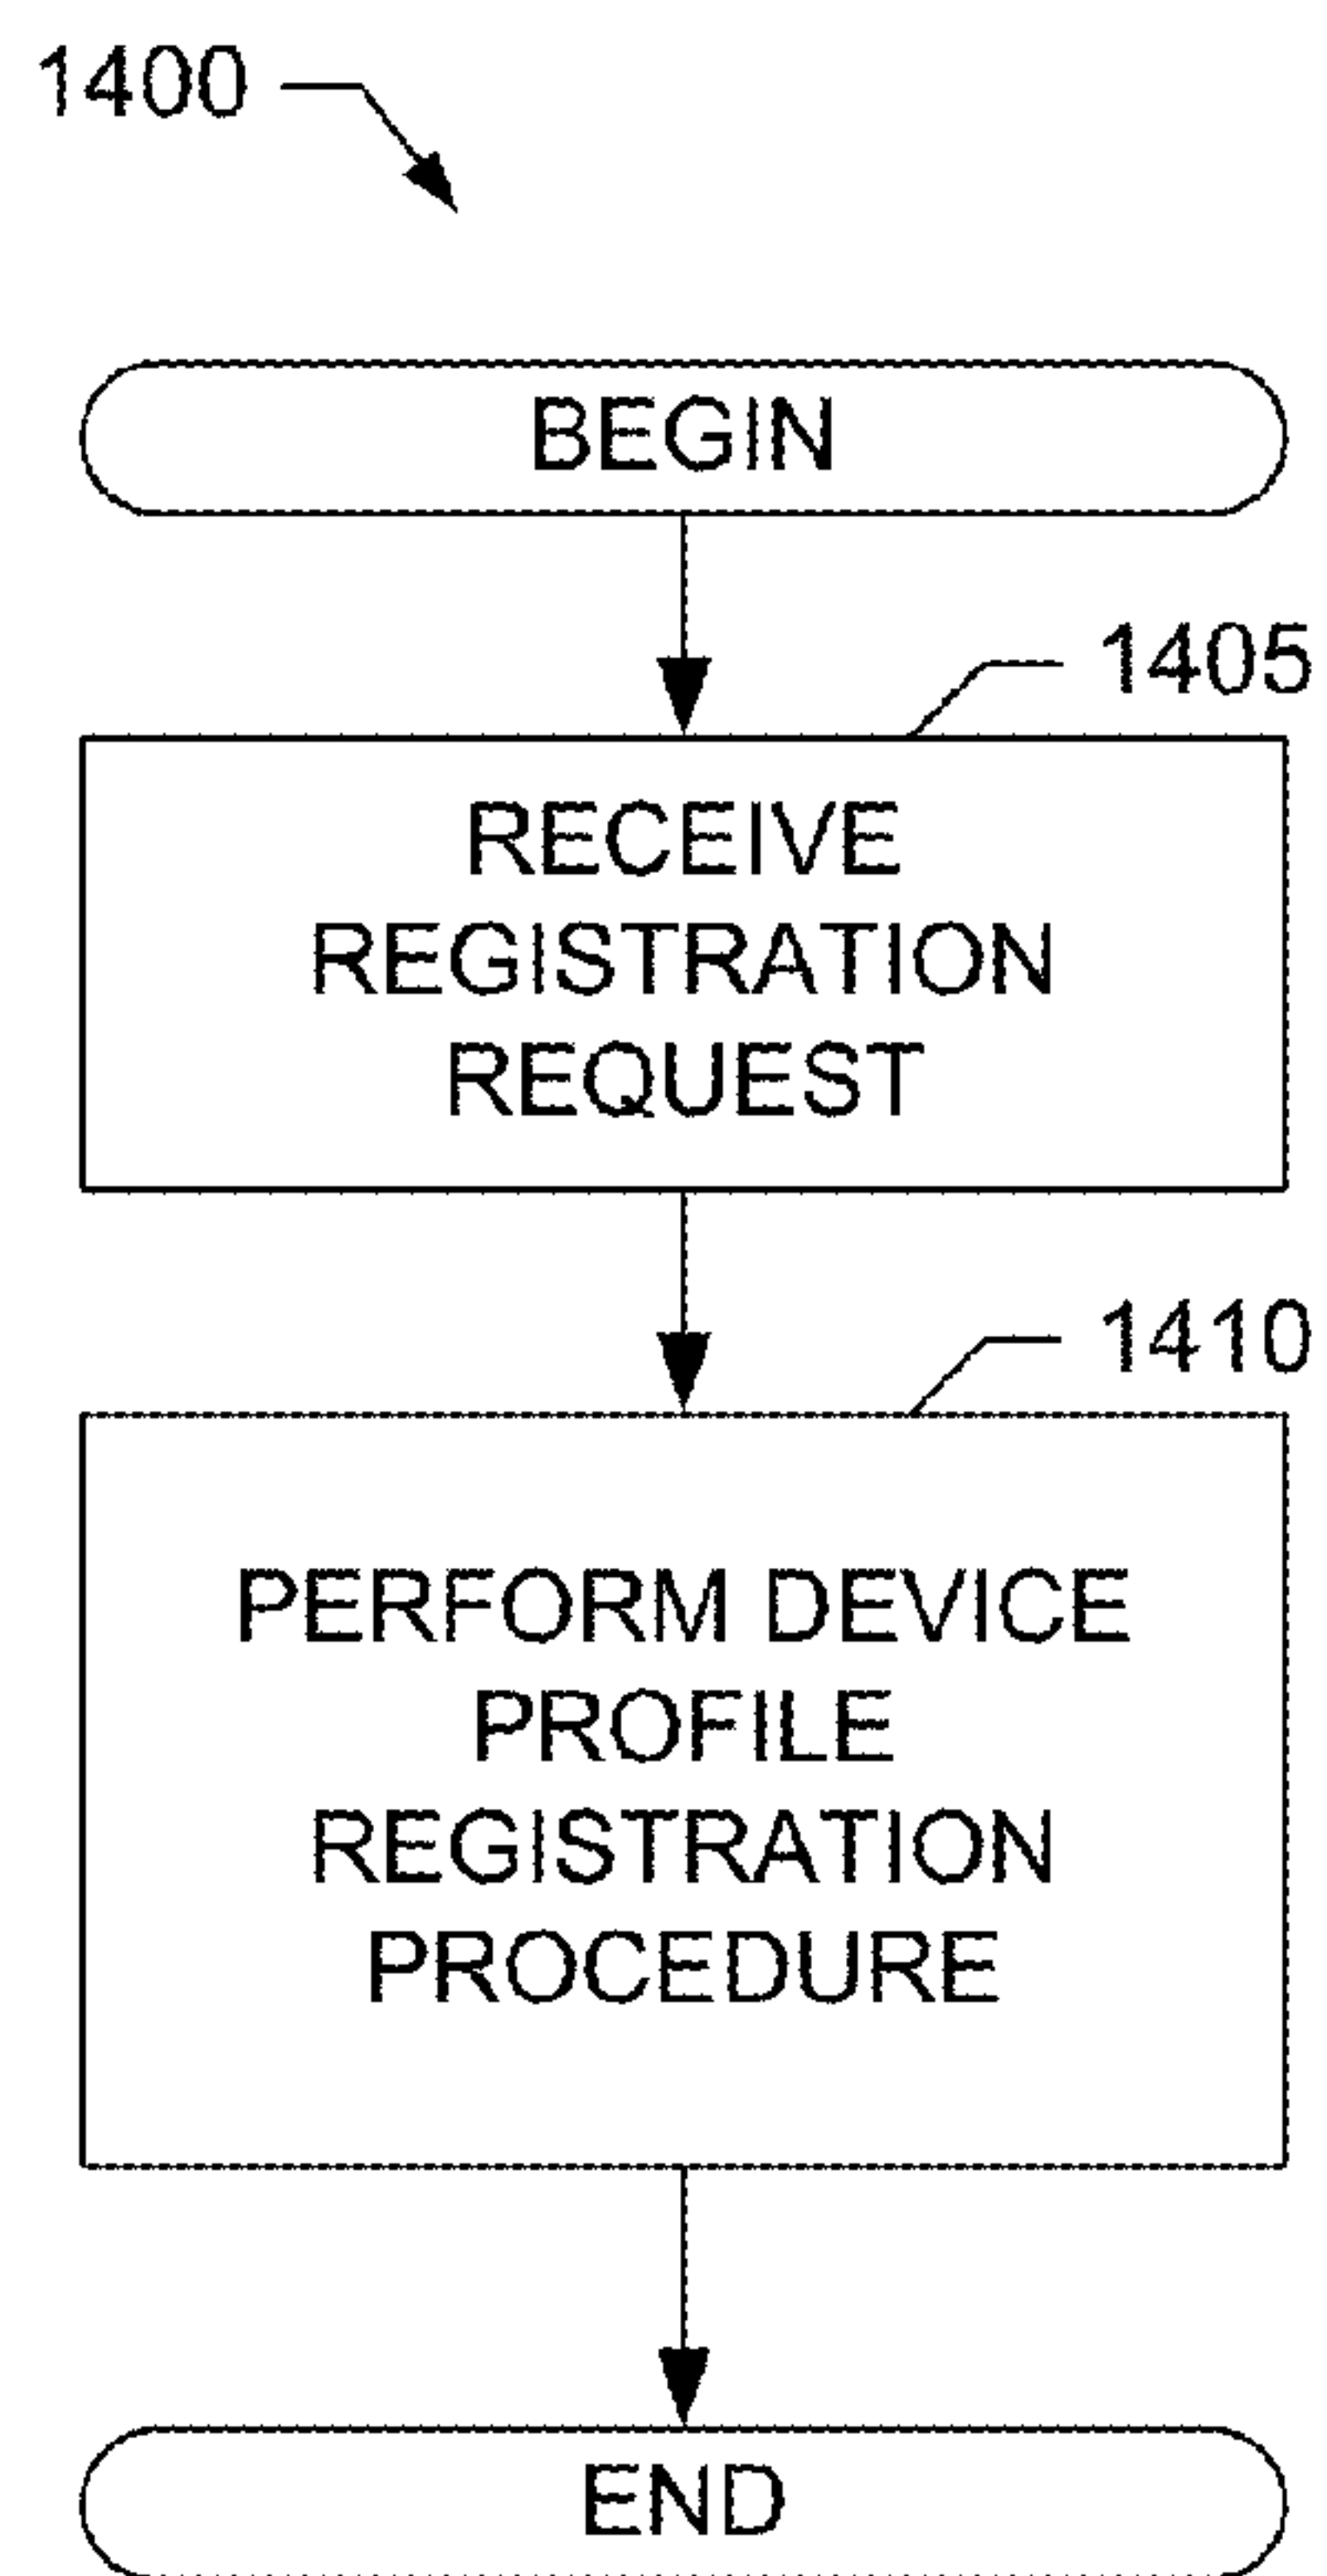 1400
BEGIN
1405
RECEIVE
REGISTRATION
REQUEST
1410
PERFORM DEVICE
PROFILE
REGISTRATION
PROCEDURE
END